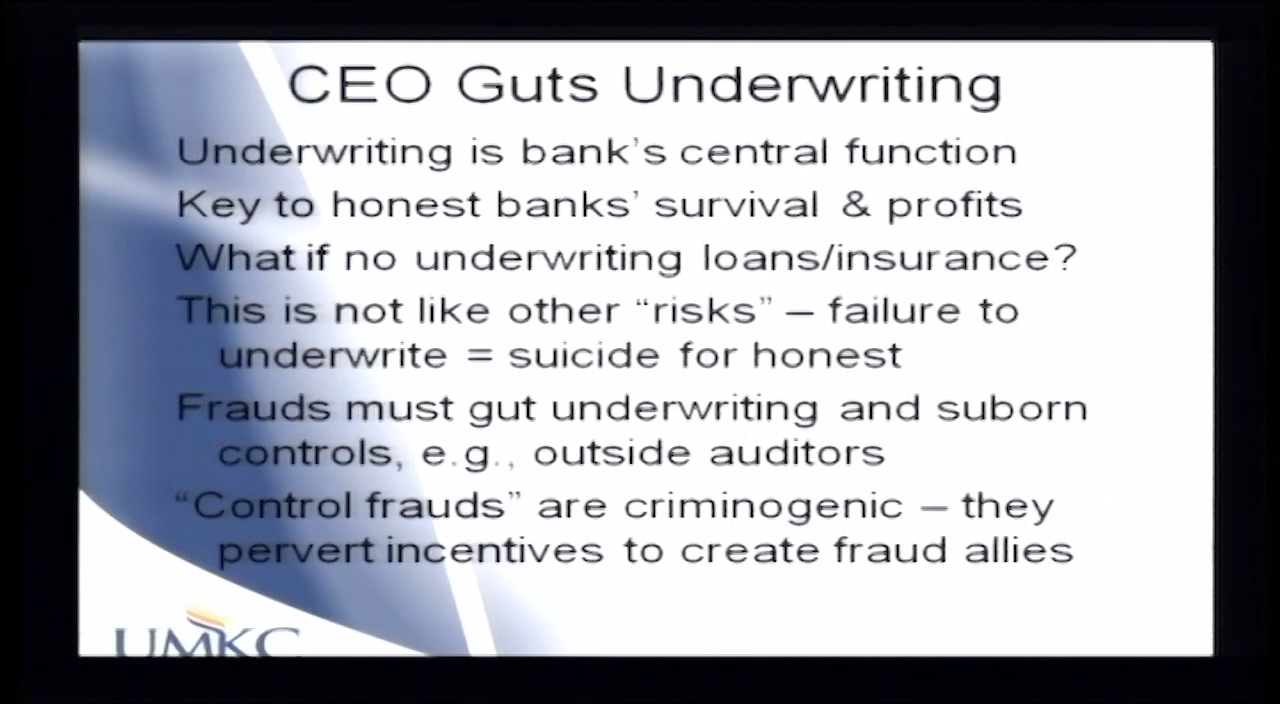 CEO Guts Underwriting
Underwriting is bank’s central function
Key to honest banks’ survival & profits
What if no underwriting loans/insurance?
This is not like other “risks” – failure to
underwrite = suicide for honest
Frauds must gut underwriting and suborn
controls, e.g., outside auditors
“Control frauds” are criminogenic – they
pervert incentives to create fraud allies
UMKC